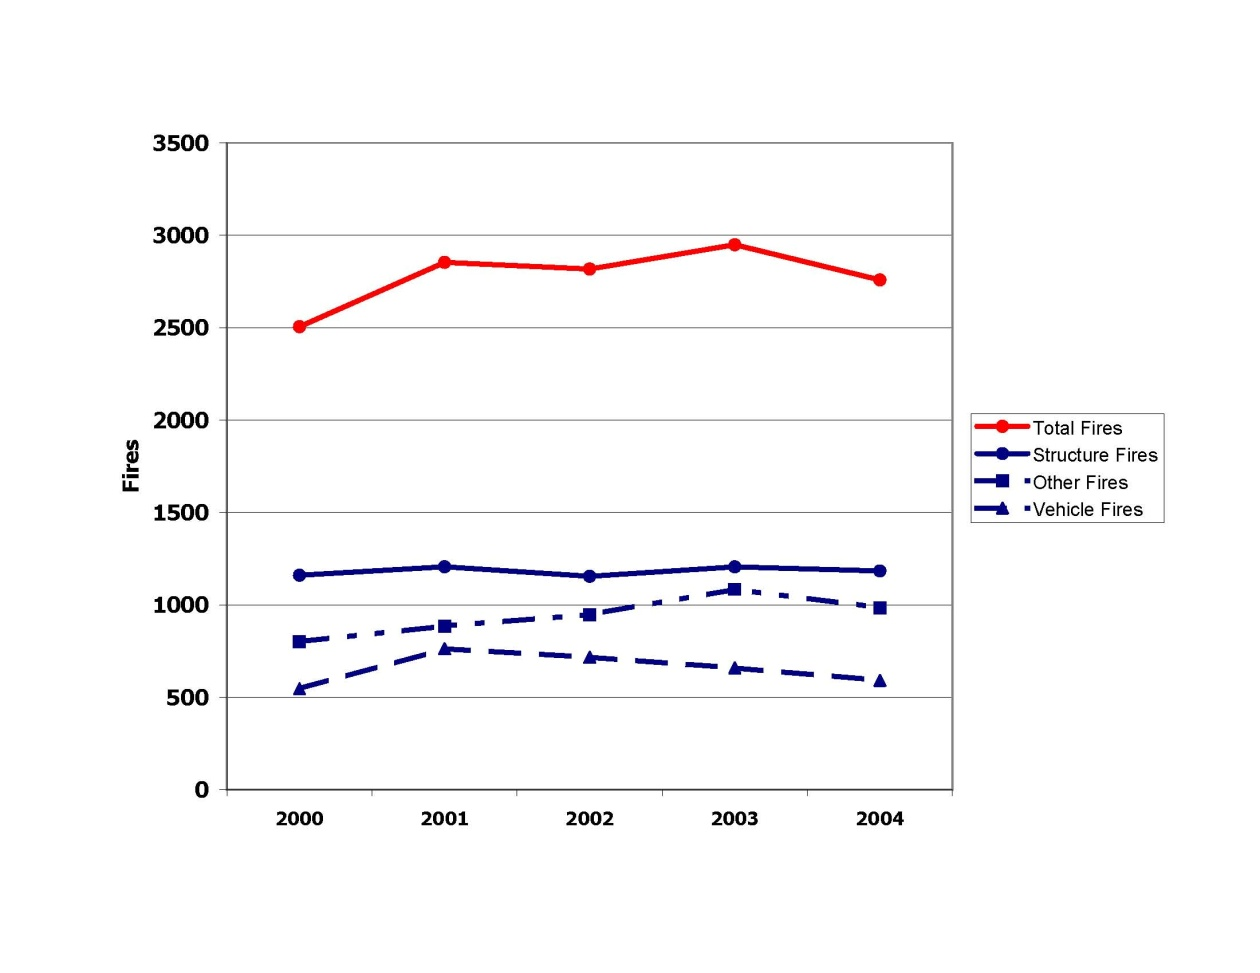 3500
3000
2500
2000
1500
1000
500
0
Fires
2000 2001 2002 2003 2004
Total Fires
Structure Fires
Other Fires
Vehicle Fires